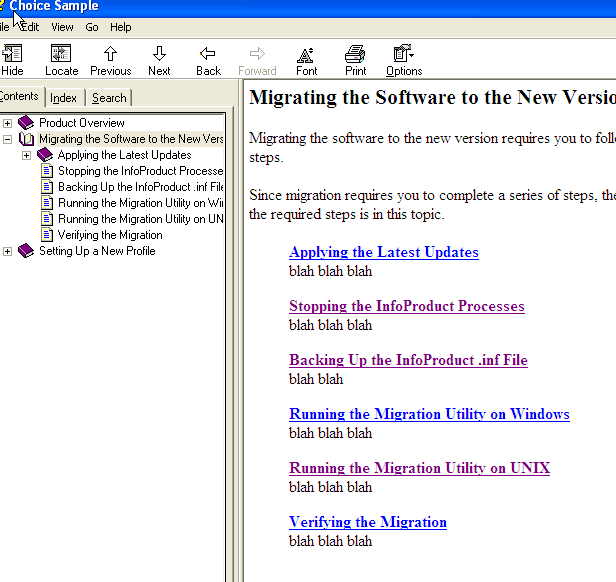 Choice Sample
Edit View Go Help
Hide Locate Previous Next Back Forward Font Print Options
Contents Index Search
Product Overview
Migrating the Software to the New Vers
Applying the Latest Updates
Stopping the InfoProduct Processe
Backing Up the InfoProduct .inf File
Running the Migration Utility on Wi
Running the Migration Utility on UN
Verifying the Migration
Setting Up a New Profile
Migrating the Software to the New Versio
Migrating the software to the new version requires you to foll
steps.
Since migration requires you to complete a series of steps, the
the required steps is in this topic.
Applying the Latest Updates
blah blah blah
Stopping the InfoProduct Processes
blah blah blah
Backing Up the InfoProduct .inf File
blah blah
Running the Migration Utility on Windows
blah blah blah
Running the Migration Utility on UNIX
blah blah blah
Verifying the Migration
blah blah blah